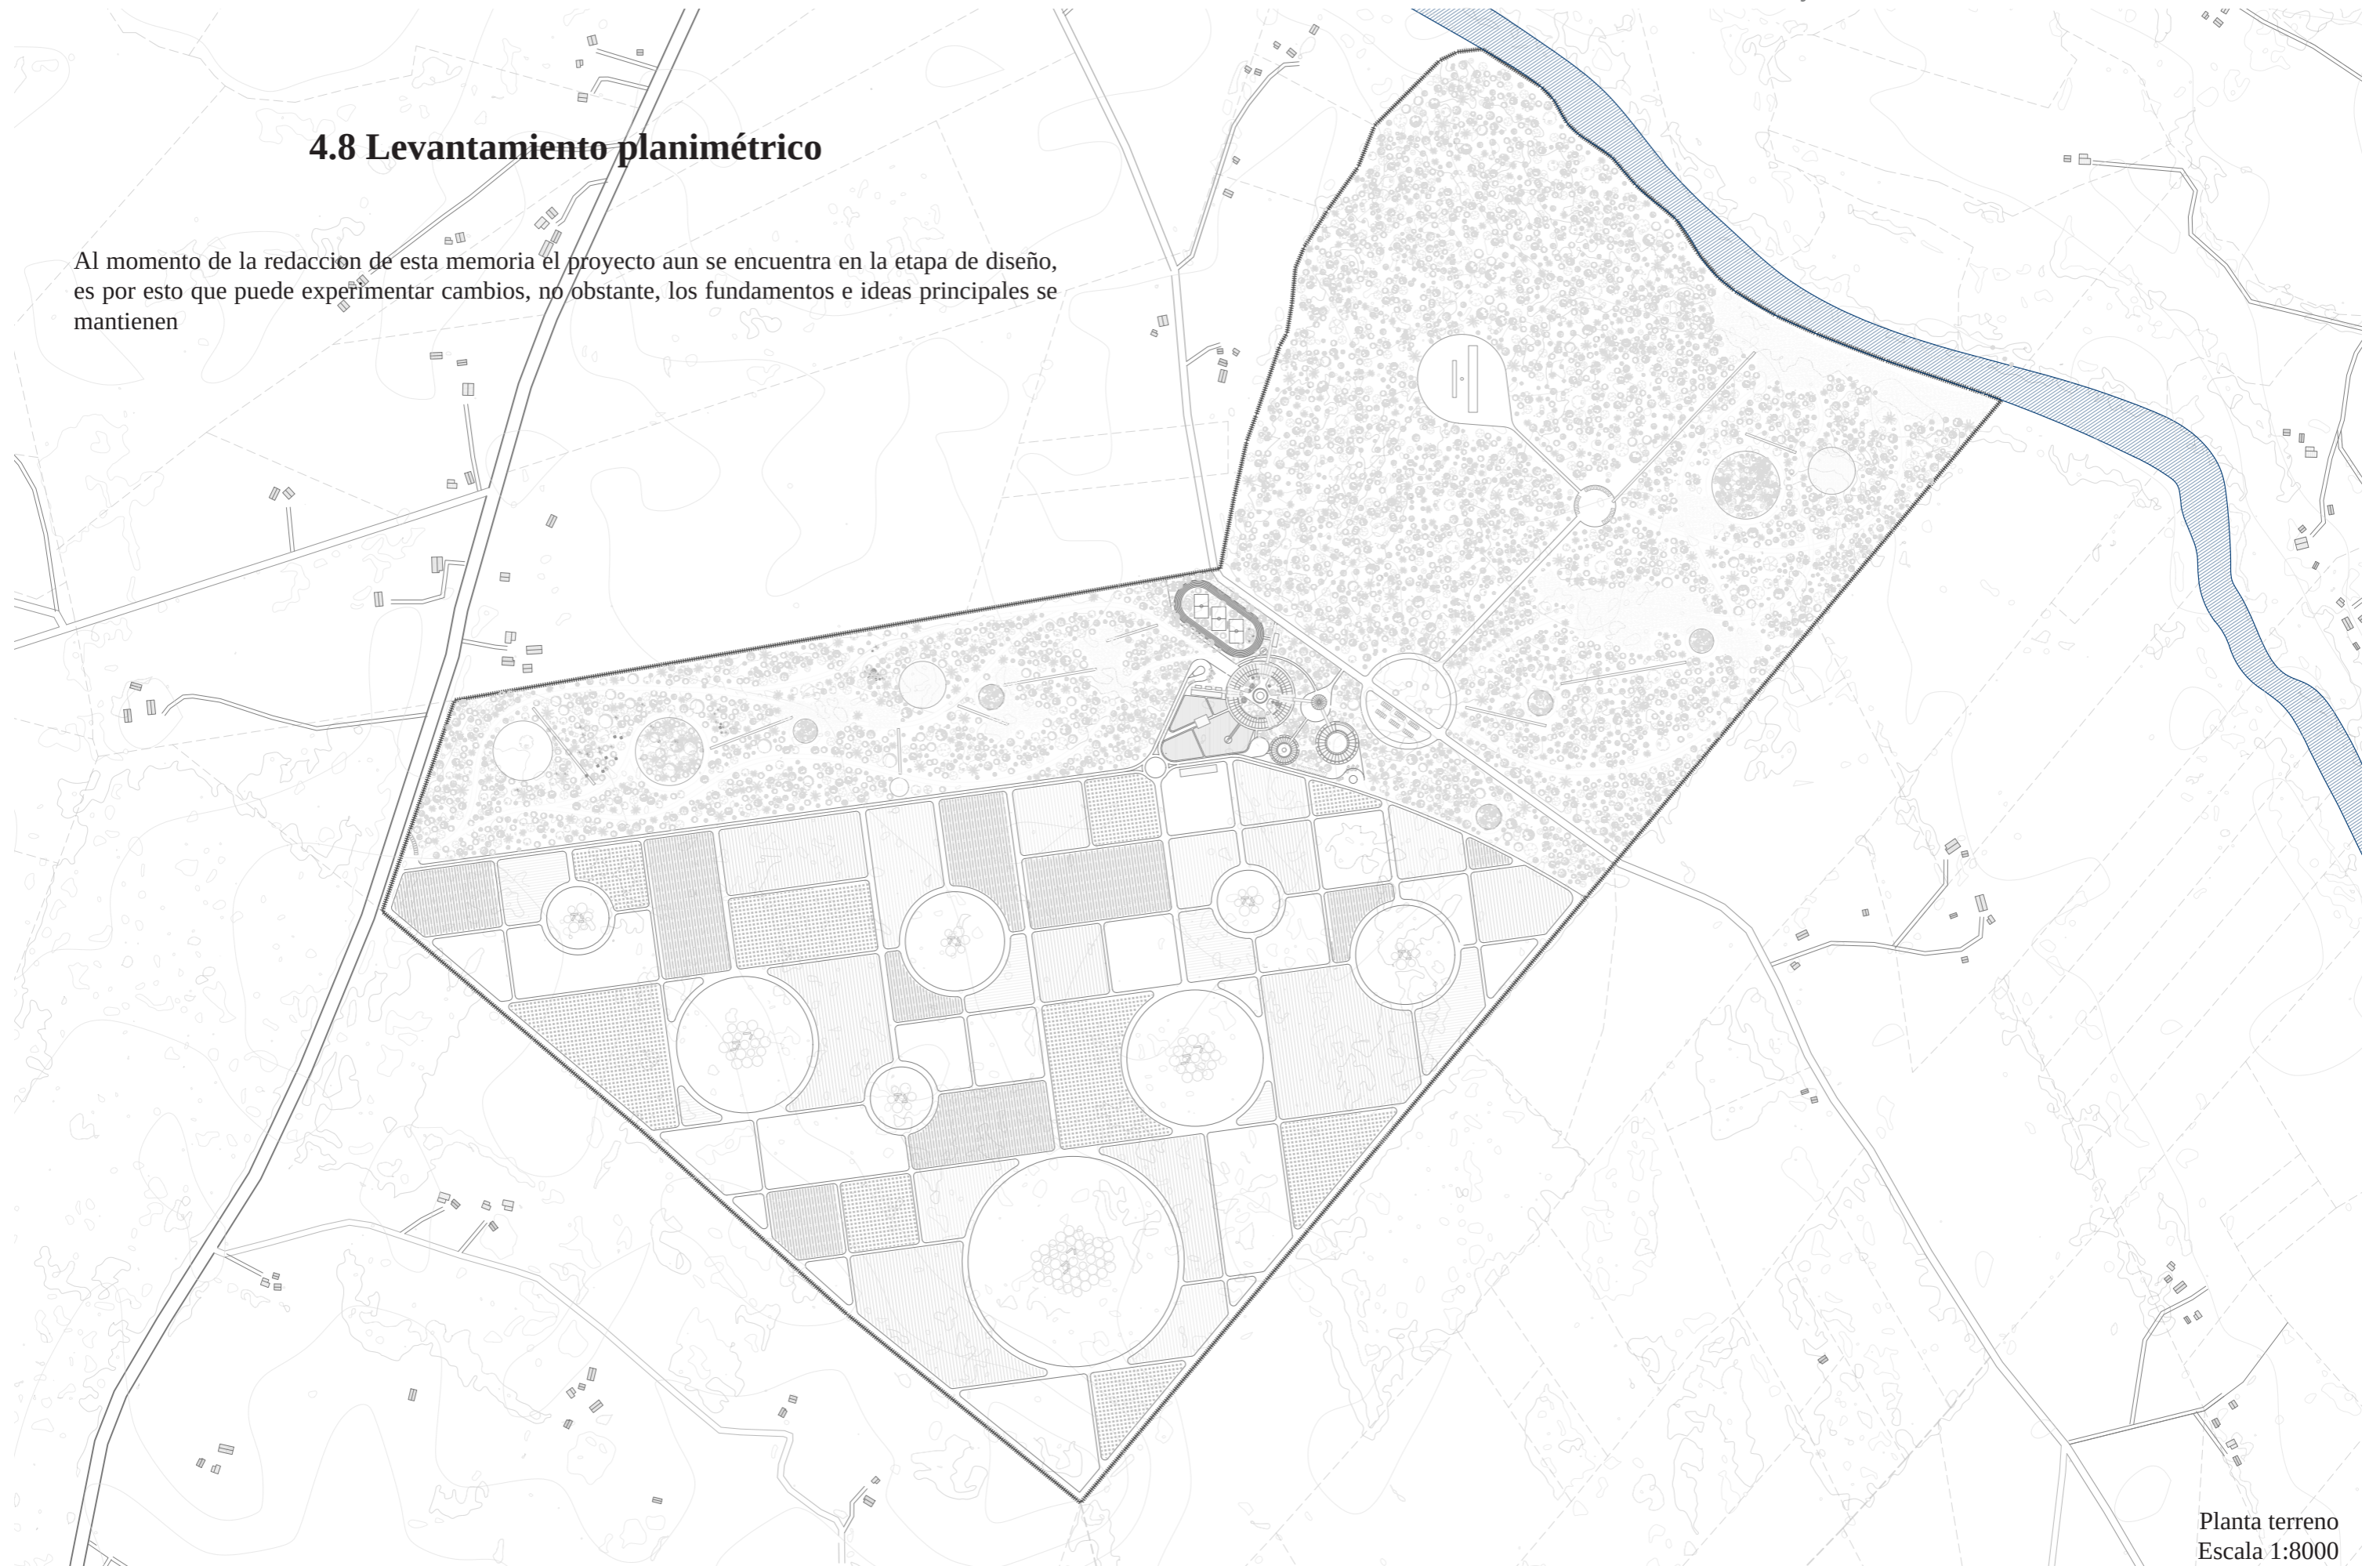 4.8 Levantamiento planimétrico
Al momento de la redaccion de esta memoria el proyecto aun se encuentra en la etapa de diseño,
es por esto que puede experimentar cambios, no obstante, los fundamentos e ideas principales se
mantienen
Planta terreno
Escala 1:8000